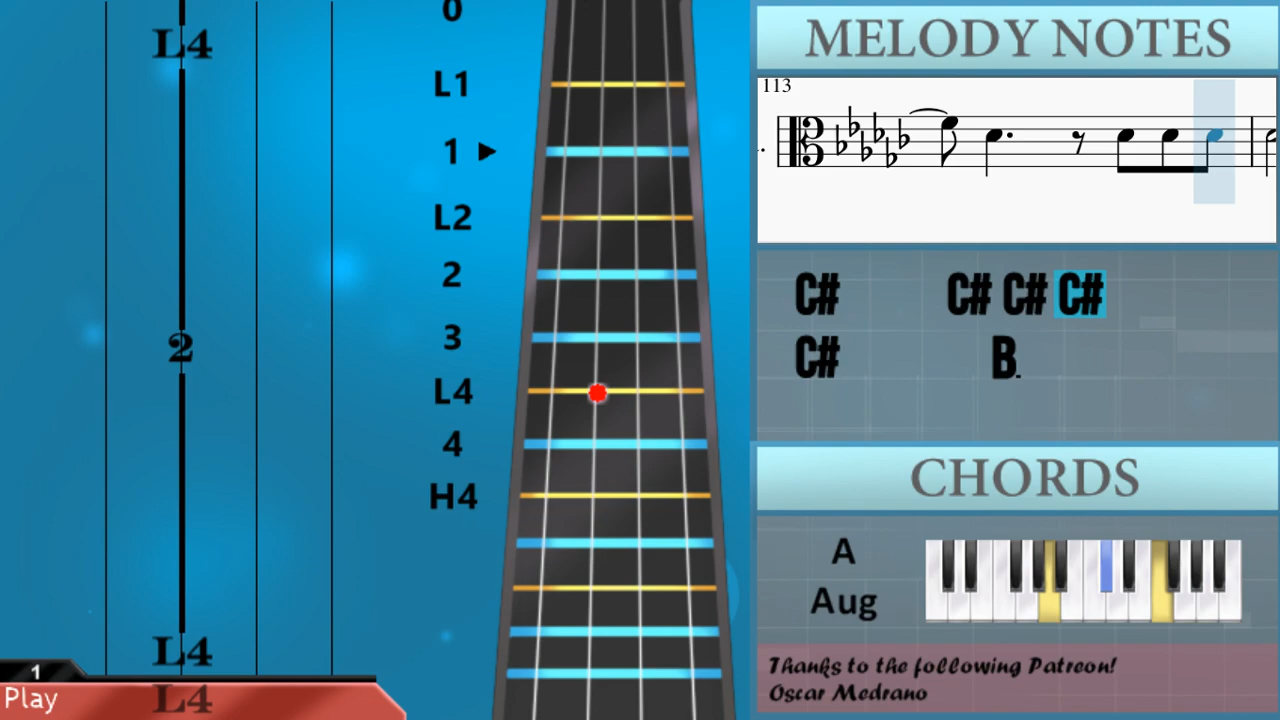 L4
2
L4
L4
1
Play
0
L1
1
L2
2
3
L4
4
H4
MELODY NOTES
113
C# C# C# C#
C# B.
CHORDS
A
Aug
Thanks to the following Patreon!
Oscar Medrano